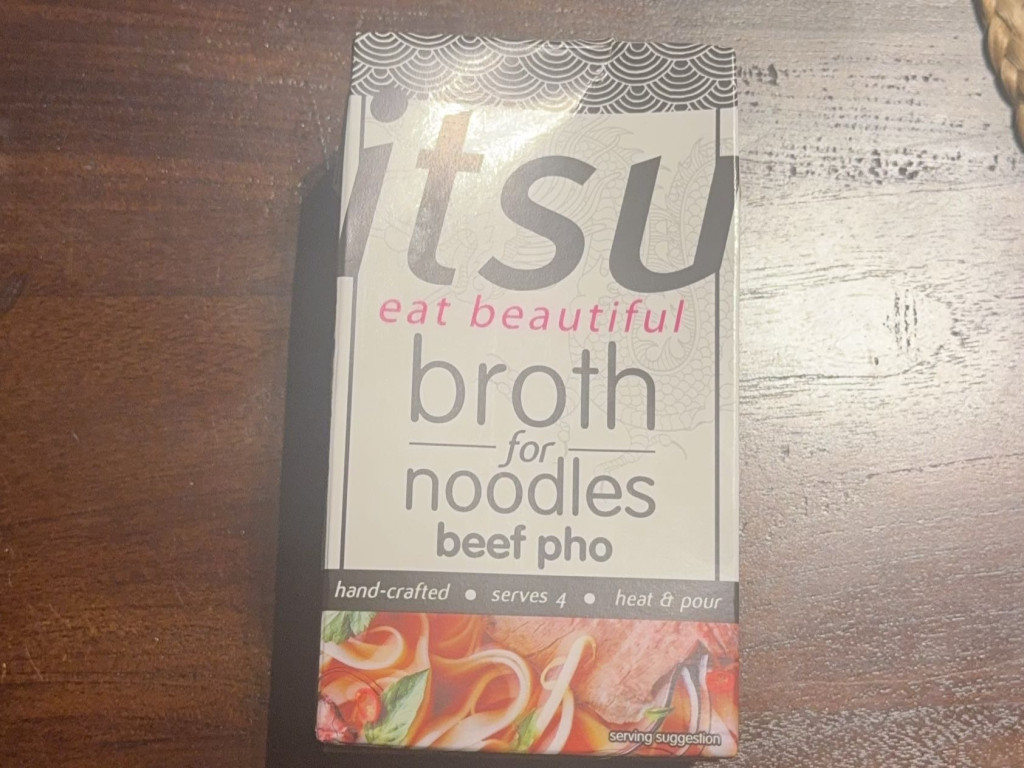 itsu
eat beautiful
broth
for
noodles
beef pho
hand-crafted • serves 4 • heat & pour
serving suggestion